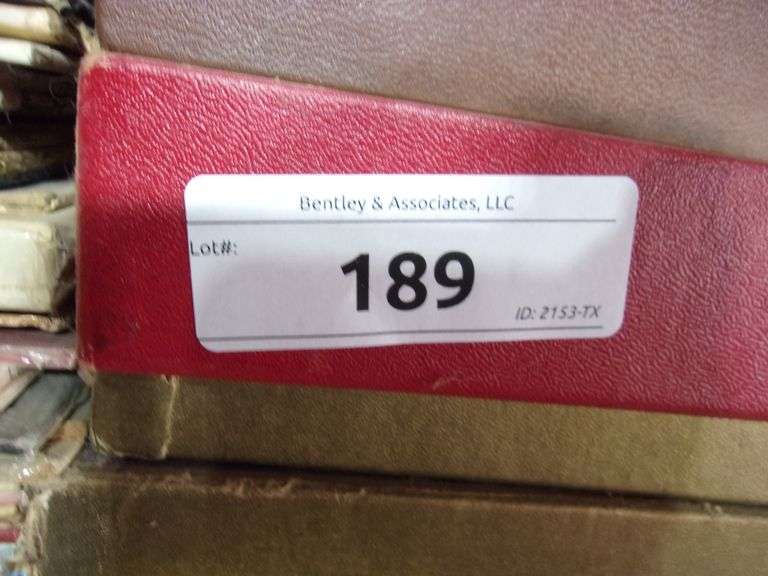 Bentley & Associates, LLC
Lot#:
189
ID: 2153-TX